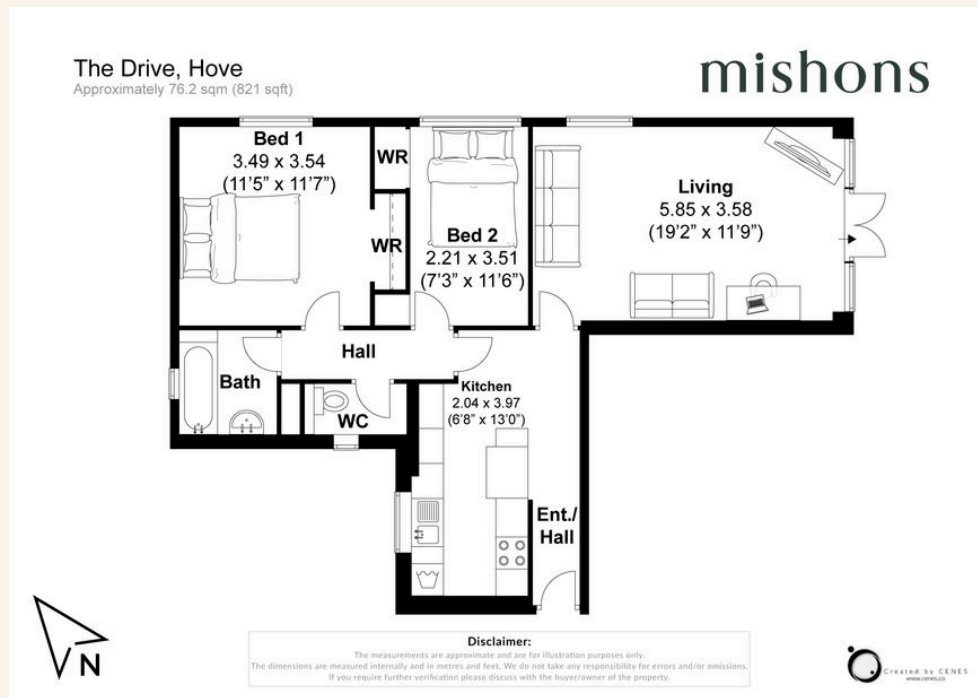 The Drive, Hove
Approximately 76.2 sqm (821 sqft)
mishons
Bed 1
3.49 x 3.54
(11'5" x 11'7")
WR
WR
Bed 2
2.21 x 3.51
(7'3" x 11'6")
Living
5.85 x 3.58
(19'2" x 11'9")
Hall
Bath
WC
Kitchen
2.04 x 3.97
(6'8" x 13'0")
Ent./
Hall
N
Disclaimer:
The measurements are approximate and are for illustration purposes only.
The dimensions are measured internally and in metres and feet. We do not take any responsibility for errors and/or omissions.
If you require further verification please discuss with the buyer/owner of the property.
Created by CENES
www.cenes.co